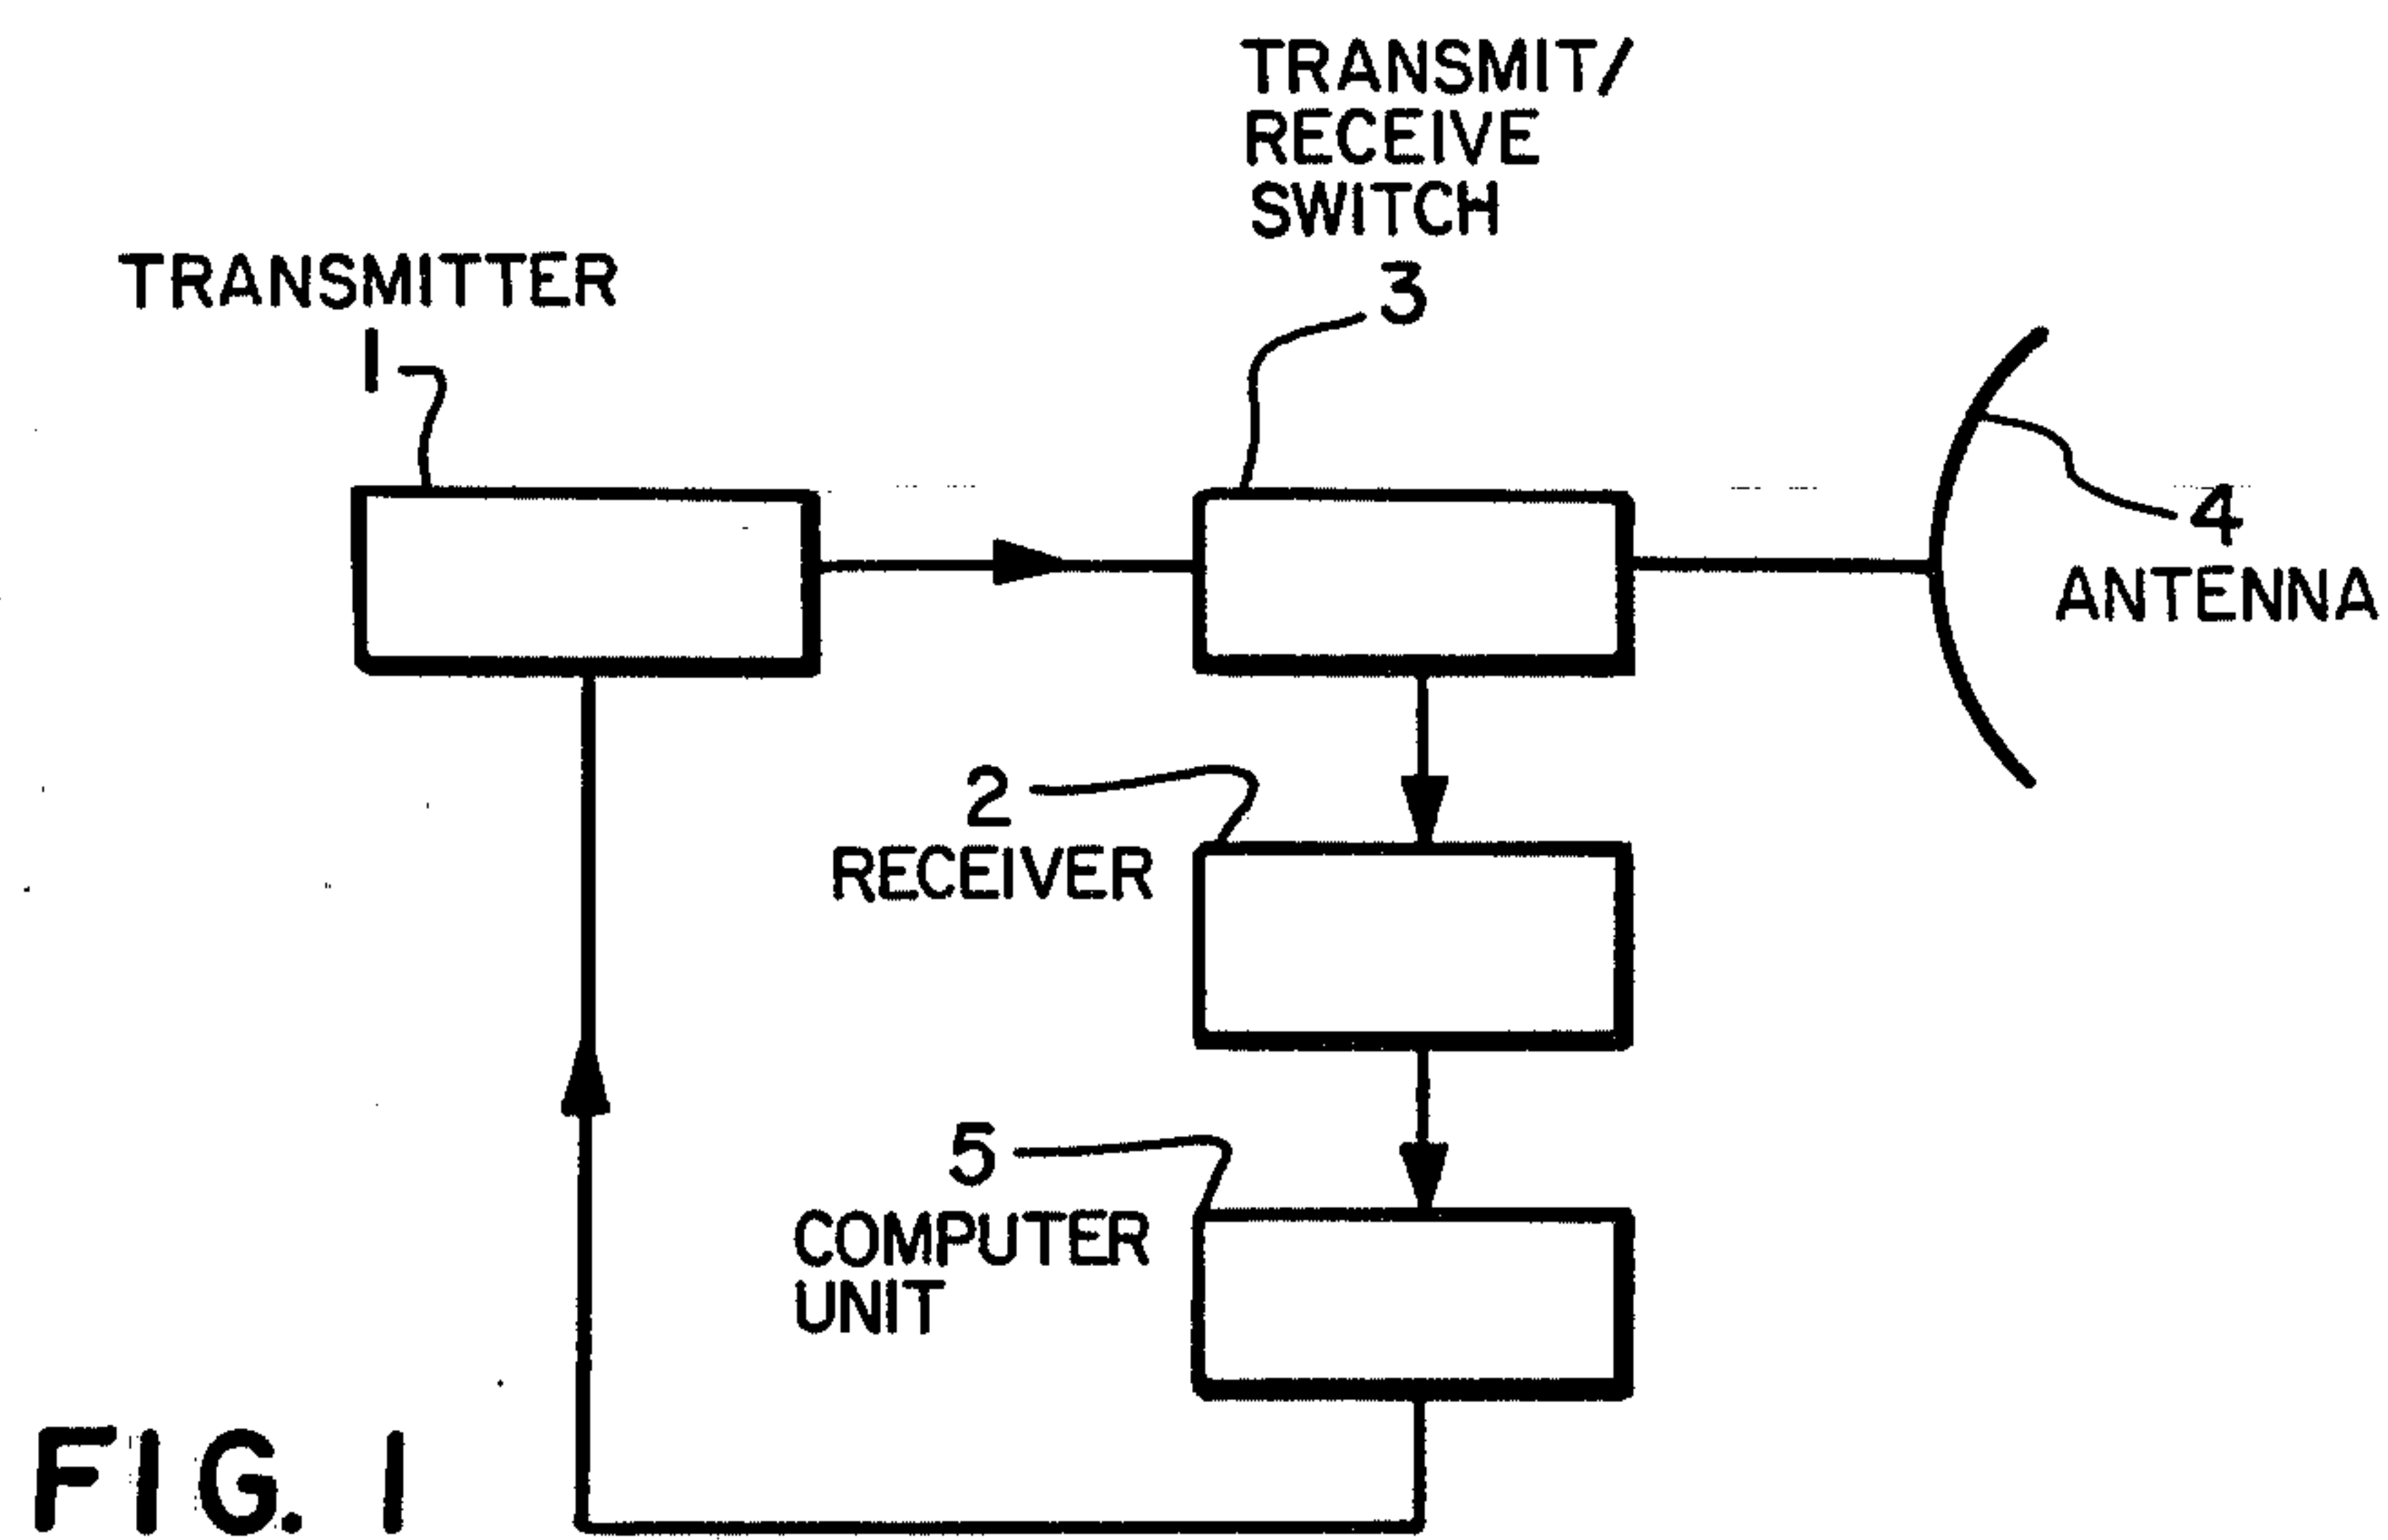 TRANSMIT/
RECEIVE
SWITCH
3
TRANSMITTER
1
4
ANTENNA
2
RECEIVER
5
COMPUTER
UNIT
FIG. 1